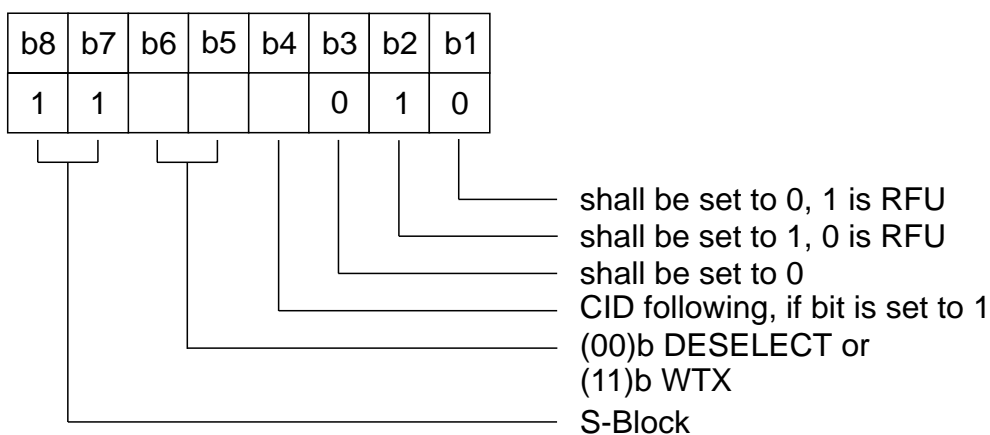 b8 b7 b6 b5 b4 b3 b2 b1
1 1 0 1 0
shall be set to 0, 1 is RFU
shall be set to 1, 0 is RFU
shall be set to 0
CID following, if bit is set to 1
(00)b DESELECT or
(11)b WTX
S-Block